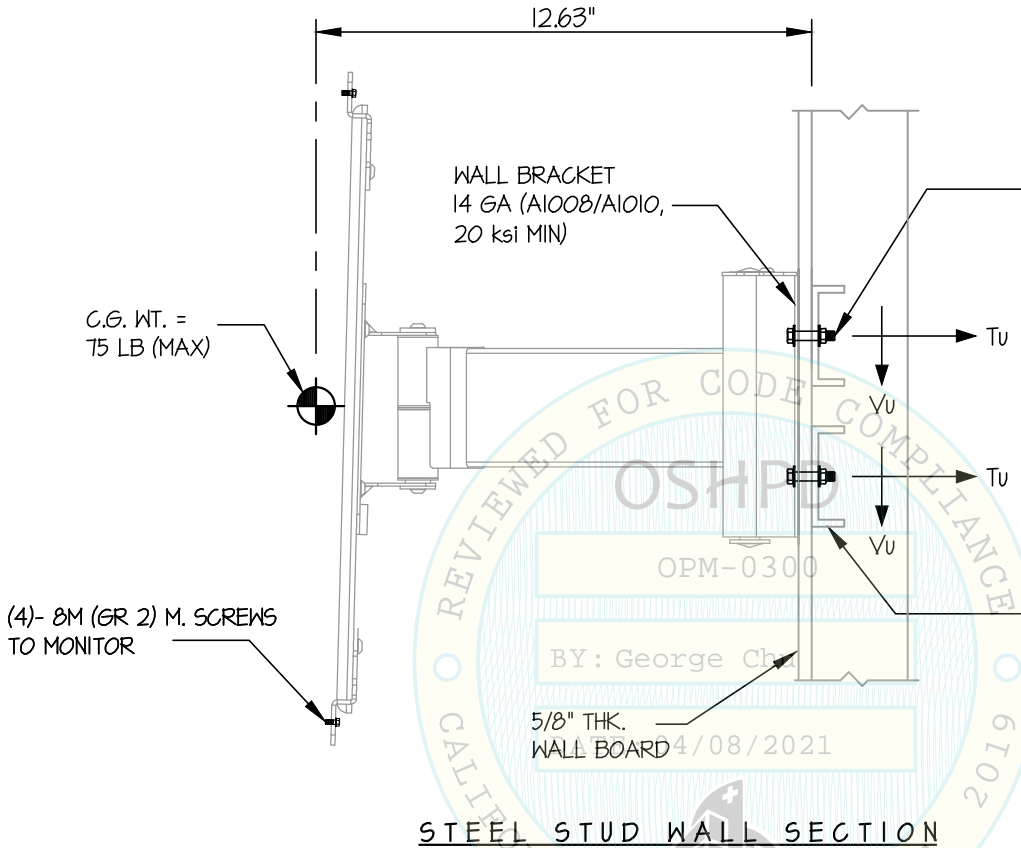 12.63"
WALL BRACKET
14 GA (A1008/A1010,
20 ksi MIN)
C.G. WT. =
75 LB (MAX)
Tu
Vu
Tu
Vu
(4)- 8M (GR 2) M. SCREWS
TO MONITOR
5/8" THK.
WALL BOARD
REVIEWED FOR CODE COMPLIANCE
OSHPD
OPM-0300
BY: George Chu
04/08/2021
2019
STEEL STUD WALL SECTION